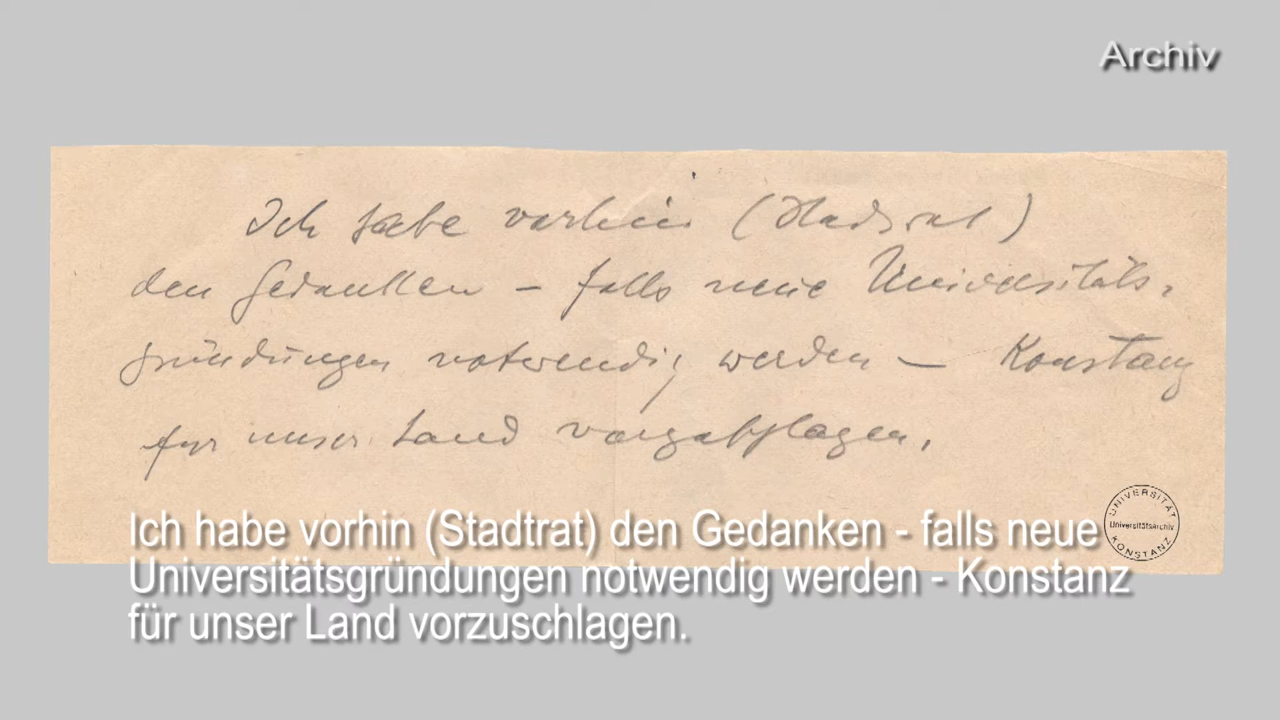 Archiv
Ich habe vorhin (Stadtrat)
den Gedanken – falls neue Universitäts-
gründungen notwendig werden – Konstanz
für unser Land vorgeschlagen.
UNIVERSITÄT
Universitätsarchiv
KONSTANZ
Ich habe vorhin (Stadtrat) den Gedanken - falls neue
Universitätsgründungen notwendig werden - Konstanz
für unser Land vorzuschlagen.